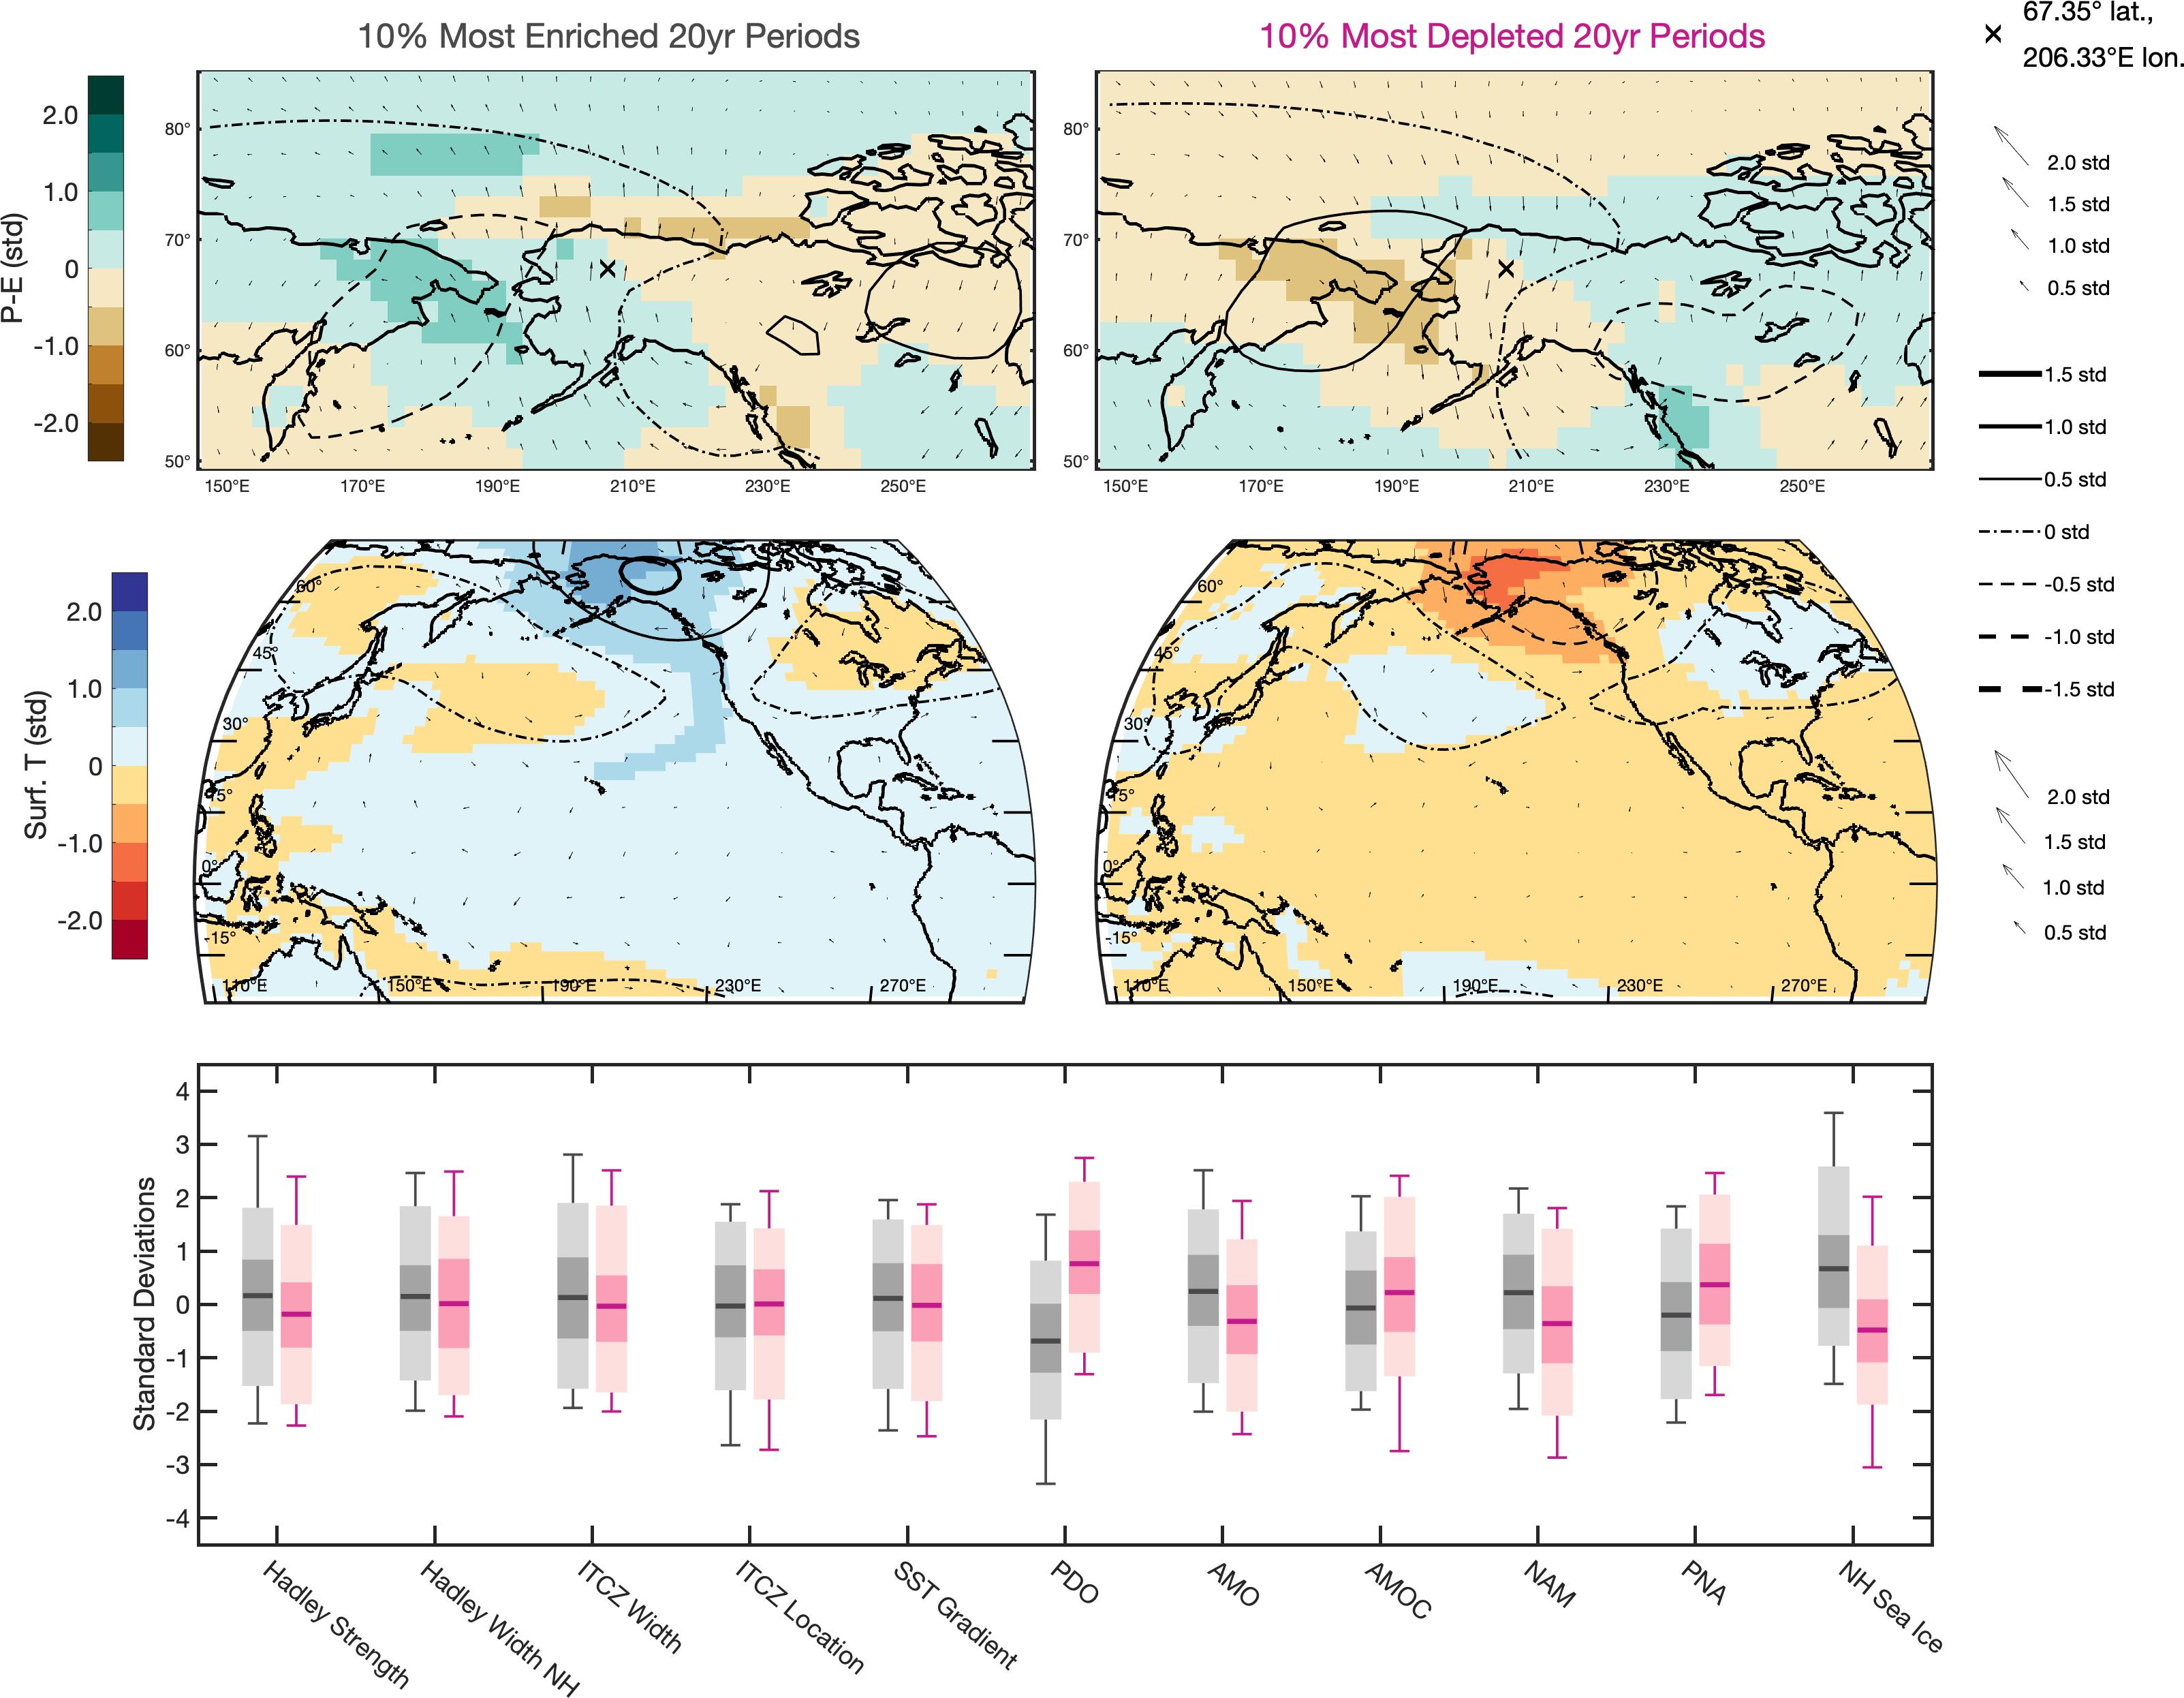 10% Most Enriched 20yr Periods
10% Most Depleted 20yr Periods
67.35° lat.,
206.33°E lon.
P-E (std)
2.0
1.0
0
-1.0
-2.0
80°
70°
60°
50°
150°E 170°E 190°E 210°E 230°E 250°E
80°
70°
60°
50°
150°E 170°E 190°E 210°E 230°E 250°E
2.0 std
1.5 std
1.0 std
0.5 std
1.5 std
1.0 std
0.5 std
0 std
-0.5 std
-1.0 std
-1.5 std
Surf. T (std)
2.0
1.0
0
-1.0
-2.0
60°
45°
30°
15°
0°
-15°
110°E 150°E 190°E 230°E 270°E
60°
45°
30°
15°
0°
-15°
110°E 150°E 190°E 230°E 270°E
2.0 std
1.5 std
1.0 std
0.5 std
Standard Deviations
4
3
2
1
0
-1
-2
-3
-4
Hadley Strength
Hadley Width NH
ITCZ Width
ITCZ Location
SST Gradient
PDO
AMO
AMOC
NAM
PNA
NH Sea Ice